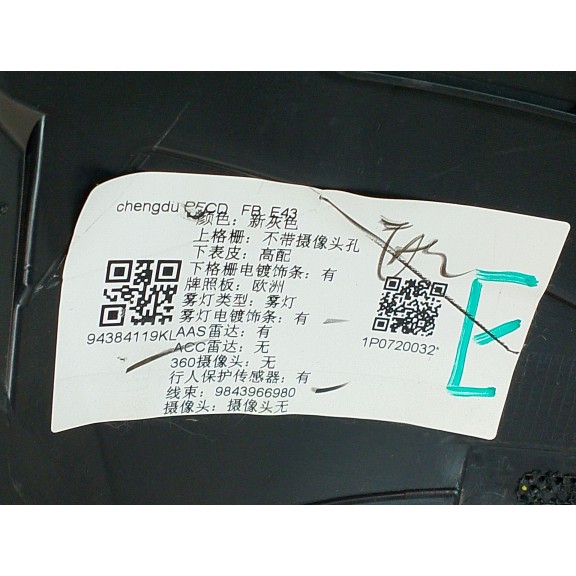 chengdu PFCD FB E43
颜色：新灰色
上格栅：不带摄像头孔
下表皮：高配
下格栅电镀饰条：有
牌照板：欧洲
雾灯类型：雾灯
雾灯电镀饰条：有
94384119KL
AAS雷达：有
1P0720032*
ACC雷达：无
360摄像头：无
行人保护传感器：有
线束：9843966980
摄像头：摄像头无
E